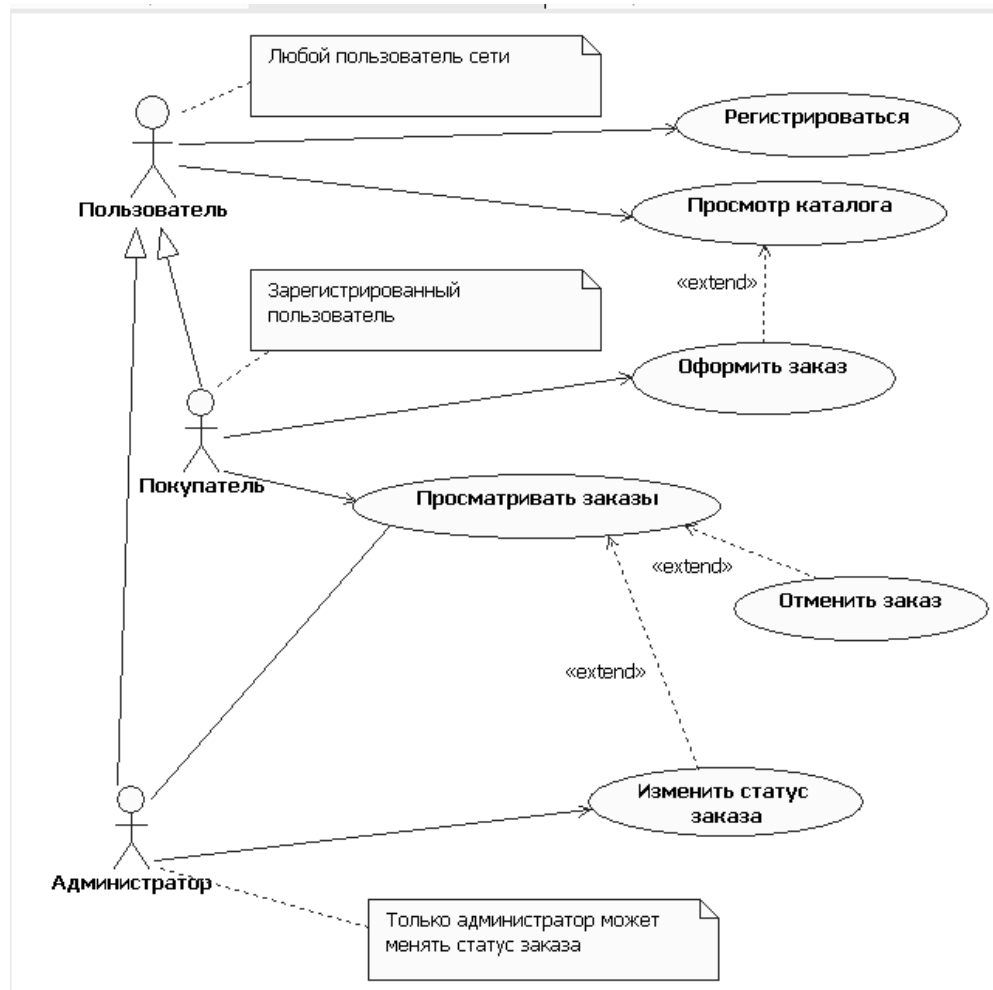 Любой пользователь сети
Регистрироваться
Просмотр каталога
Пользователь
«extend»
Зарегистрированный
пользователь
Оформить заказ
Покупатель
Просматривать заказы
«extend»
Отменить заказ
«extend»
Изменить статус
заказа
Администратор
Только администратор может
менять статус заказа